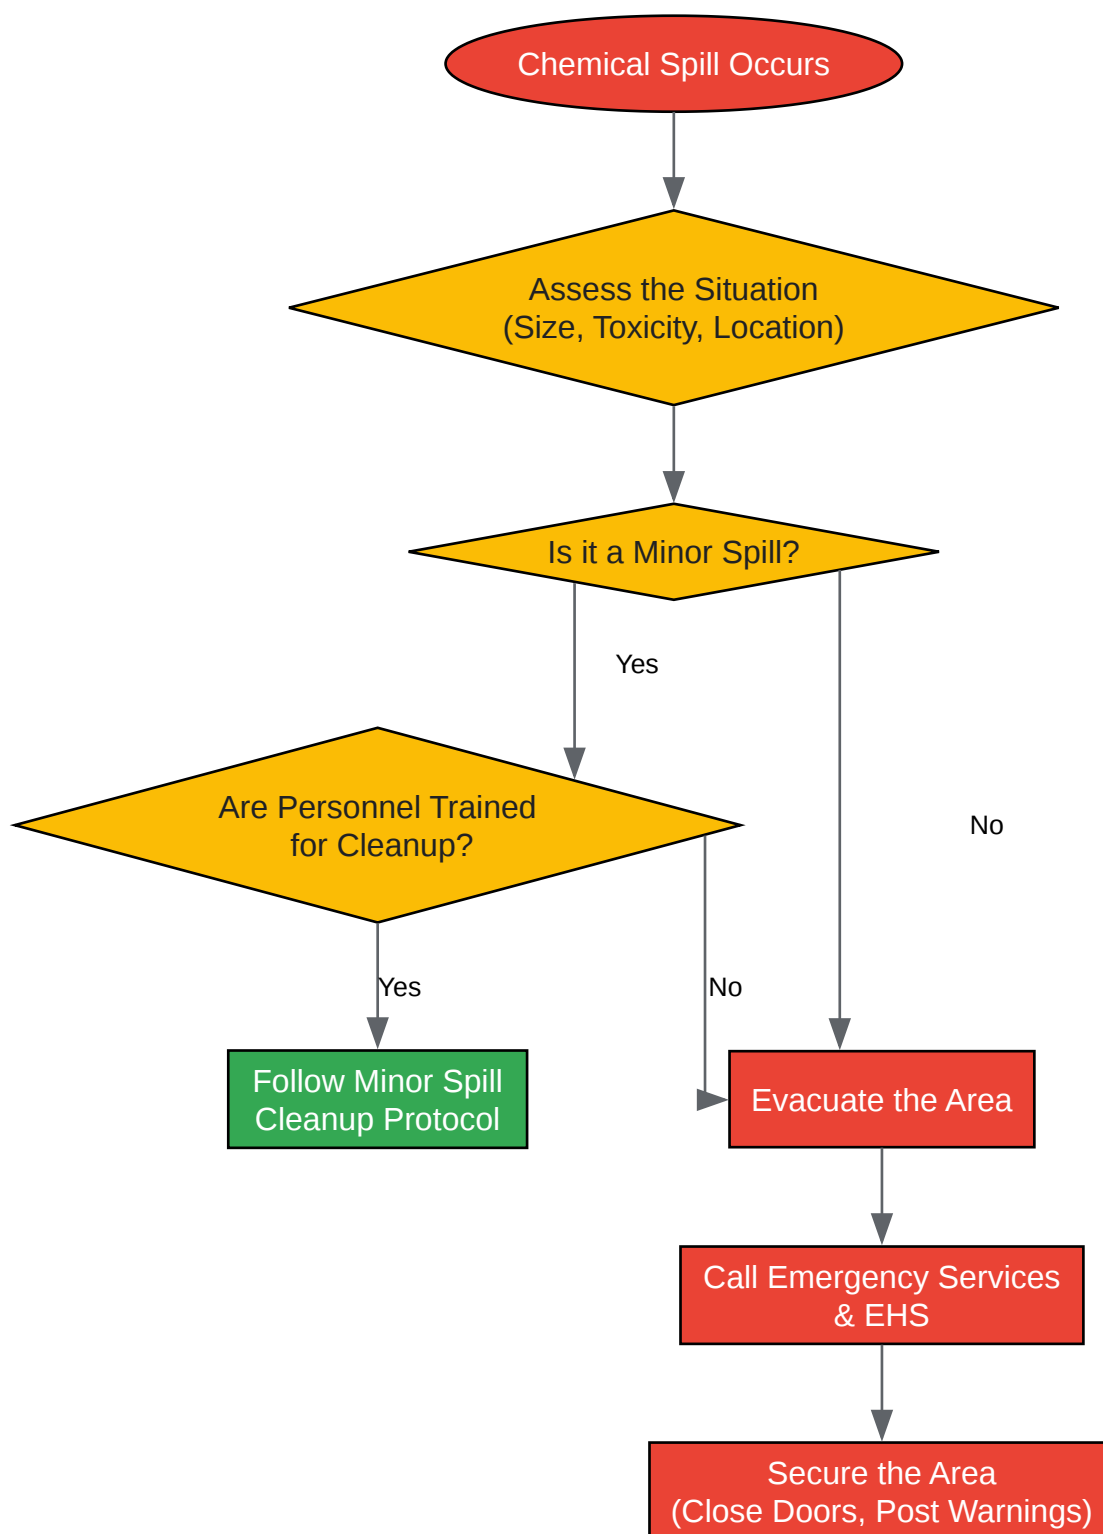 Chemical Spill Occurs
Assess the Situation
(Size, Toxicity, Location)
Is it a Minor Spill?
Yes
No
Are Personnel Trained
for Cleanup?
Yes
No
Follow Minor Spill
Cleanup Protocol
Evacuate the Area
Call Emergency Services
& EHS
Secure the Area
(Close Doors, Post Warnings)